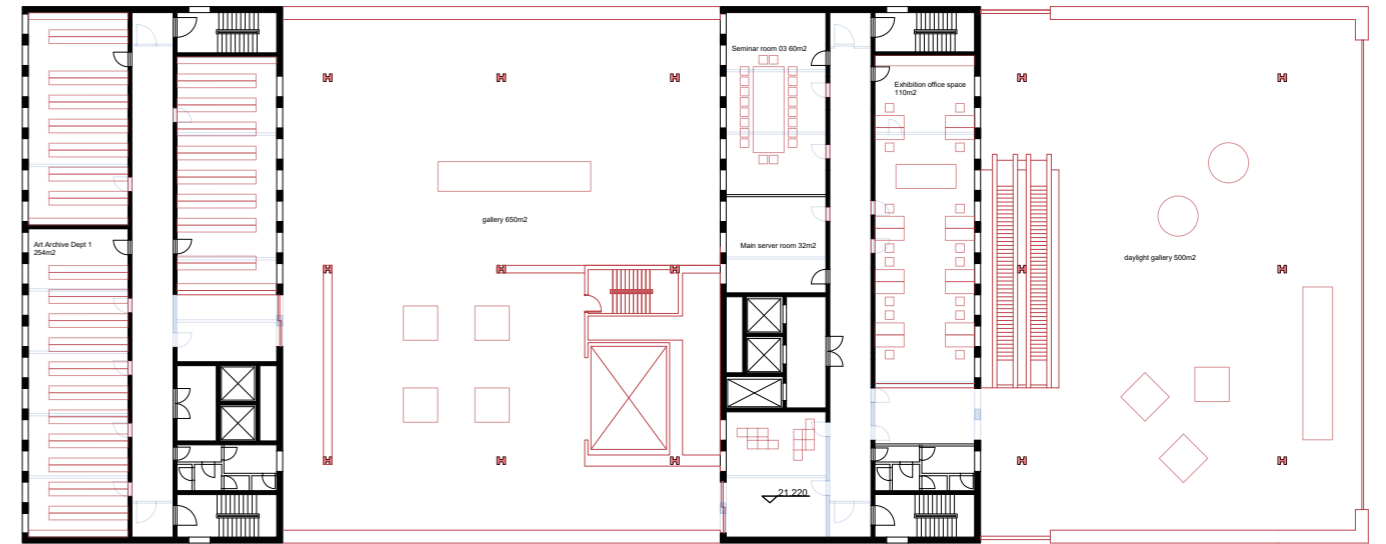 Seminar room 03 60m2
Exhibition office space
110m2
gallery 650m2
Art Archive Dept 1
254m2
Main server room 32m2
daylight gallery 500m2
21.220